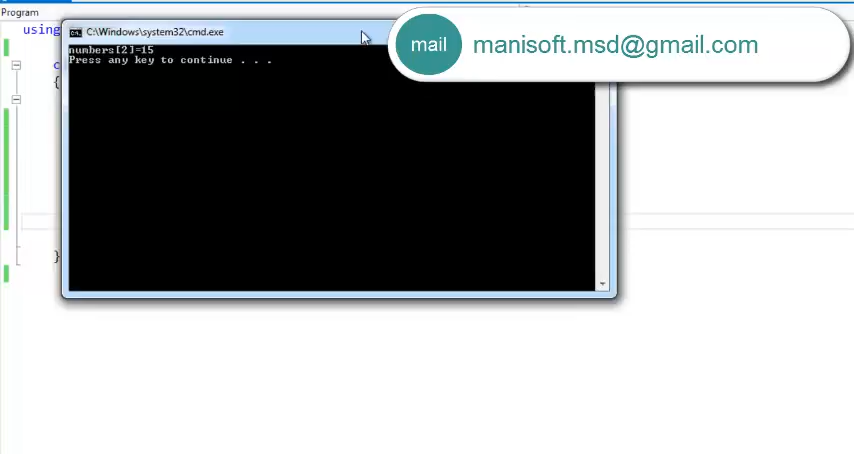 Program
using
C:\Windows\system32\cmd.exe
mail manisoft.msd@gmail.com
numbers[2]=15
Press any key to continue . . .
c
{
}